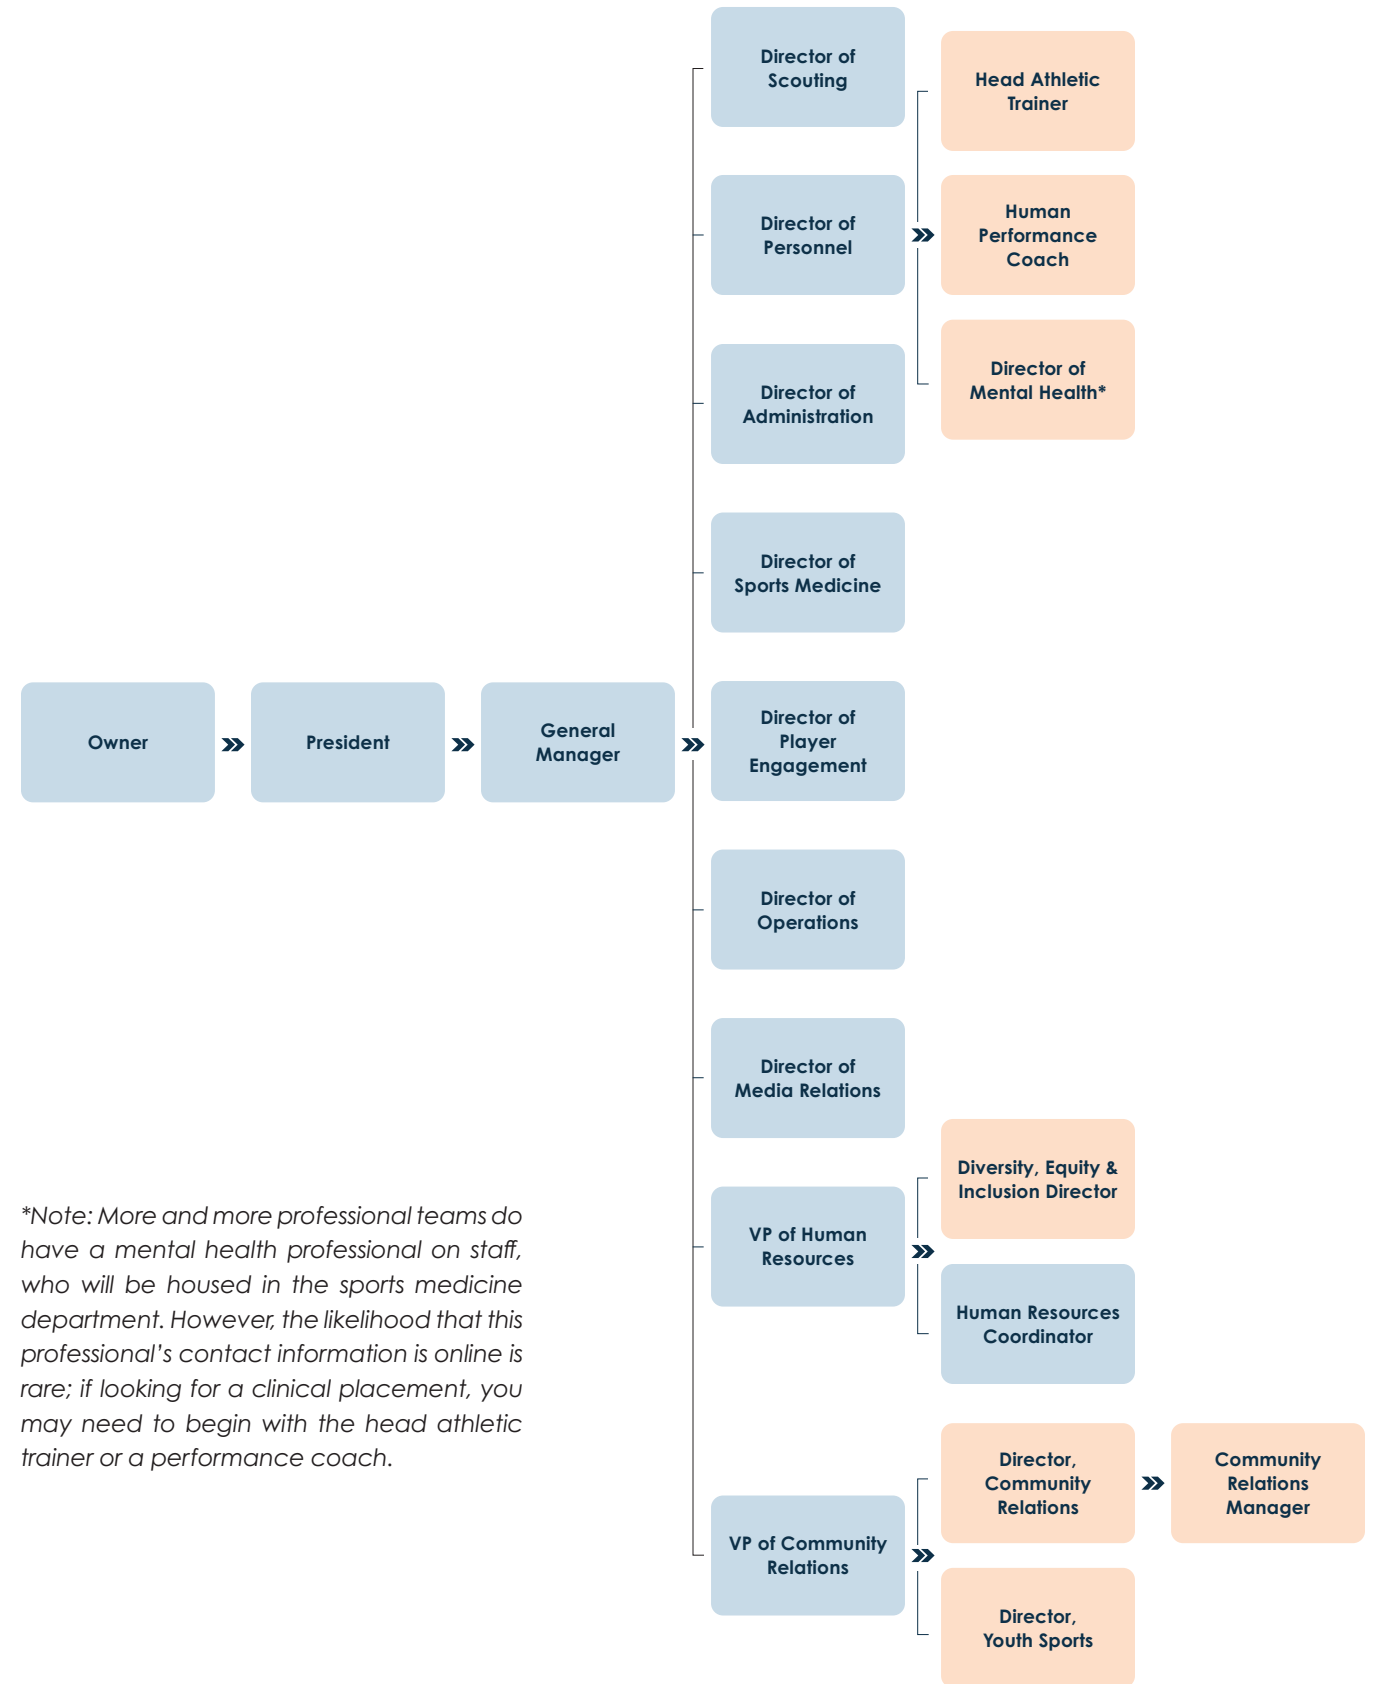 Director of
Scouting
Head Athletic
Trainer
Director of
Personnel
Human
Performance
Coach
Director of
Administration
Director of
Mental Health*
Director of
Sports Medicine
Owner
President
General
Manager
Director of
Player
Engagement
Director of
Operations
Director of
Media Relations
Diversity, Equity &
Inclusion Director
VP of Human
Resources
Human Resources
Coordinator
*Note: More and more professional teams do
have a mental health professional on staff,
who will be housed in the sports medicine
department. However, the likelihood that this
professional's contact information is online is
rare; if looking for a clinical placement, you
may need to begin with the head athletic
trainer or a performance coach.
Director,
Community
Relations
Community
Relations
Manager
VP of Community
Relations
Director,
Youth Sports